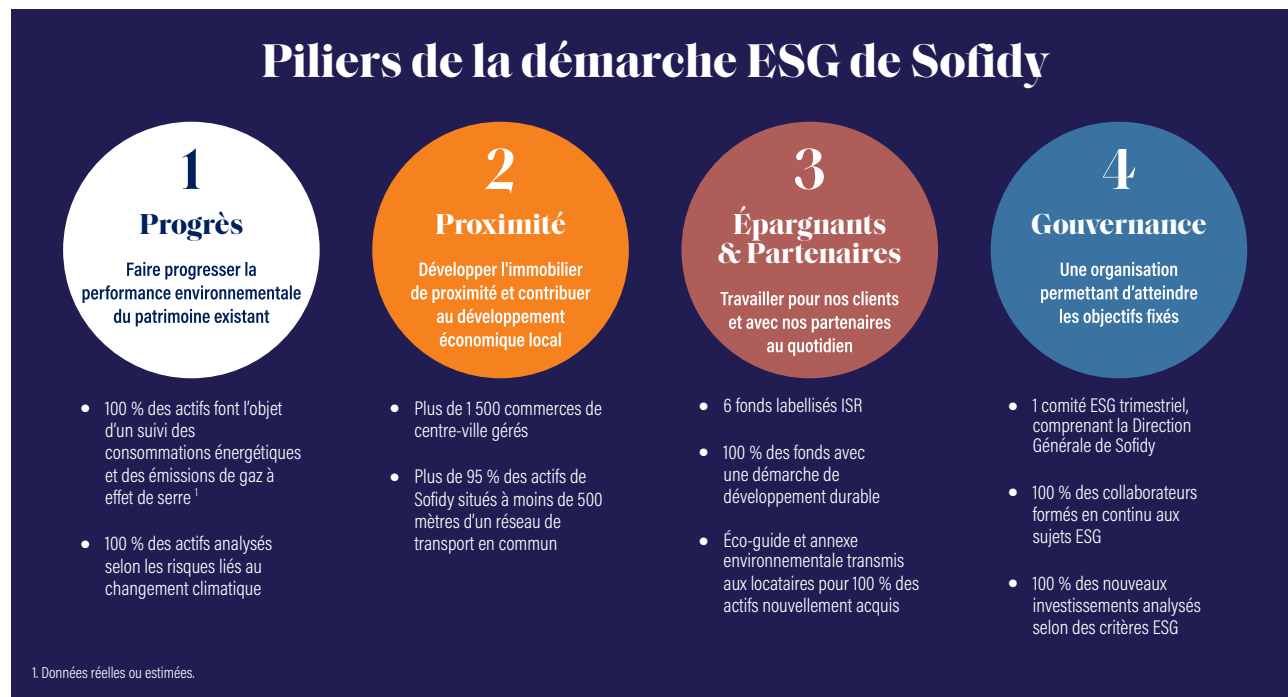 Piliers de la démarche ESG de Sofidy
1
Progrès
Faire progresser la
performance environnementale
du patrimoine existant
• 100 % des actifs font l'objet
d'un suivi des
consommations énergétiques
et des émissions de gaz à
effet de serre ¹
• 100 % des actifs analysés
selon les risques liés au
changement climatique
2
Proximité
Développer l'immobilier
de proximité et contribuer
au développement
économique local
• Plus de 1 500 commerces de
centre-ville gérés
• Plus de 95 % des actifs de
Sofidy situés à moins de 500
mètres d'un réseau de
transport en commun
3
Épargnants
& Partenaires
Travailler pour nos clients
et avec nos partenaires
au quotidien
• 6 fonds labellisés ISR
• 100 % des fonds avec
une démarche de
développement durable
• Éco-guide et annexe
environnementale transmis
aux locataires pour 100 % des
actifs nouvellement acquis
4
Gouvernance
Une organisation
permettant d'atteindre
les objectifs fixés
• 1 comité ESG trimestriel,
comprenant la Direction
Générale de Sofidy
• 100 % des collaborateurs
formés en continu aux
sujets ESG
• 100 % des nouveaux
investissements analysés
selon des critères ESG
1. Données réelles ou estimées.